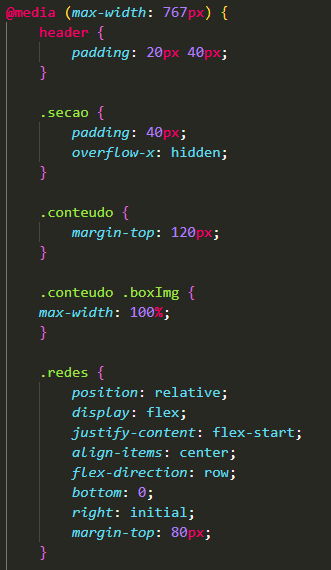 @media (max-width: 767px) {
    header {
        padding: 20px 40px;
    }

    .secao {
        padding: 40px;
        overflow-x: hidden;
    }

    .conteudo {
        margin-top: 120px;
    }

    .conteudo .boxImg {
    max-width: 100%;
    }

    .redes {
        position: relative;
        display: flex;
        justify-content: flex-start;
        align-items: center;
        flex-direction: row;
        bottom: 0;
        right: initial;
        margin-top: 80px;
    }